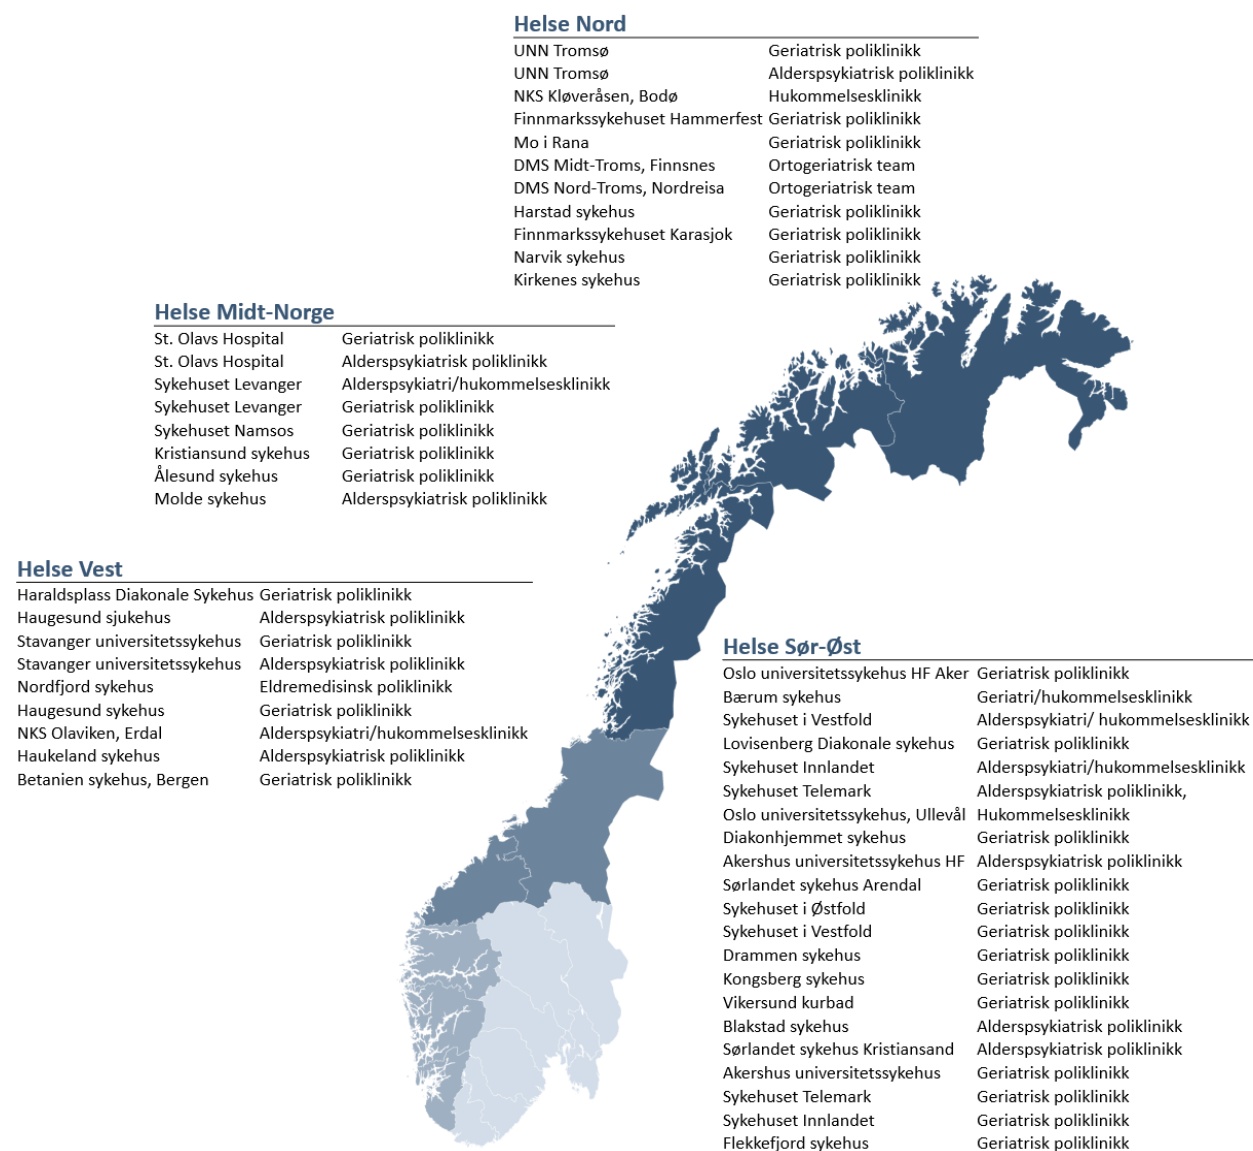 Helse Nord
UNN Tromsø Geriatrisk poliklinikk
UNN Tromsø Alderspsykiatrisk poliklinikk
NKS Kløveråsen, Bodø Hukommelsesklinikk
Finnmarkssykehuset Hammerfest Geriatrisk poliklinikk
Mo i Rana Geriatrisk poliklinikk
DMS Midt-Troms, Finnsnes Ortogeriatrisk team
DMS Nord-Troms, Nordreisa Ortogeriatrisk team
Harstad sykehus Geriatrisk poliklinikk
Finnmarkssykehuset Karasjok Geriatrisk poliklinikk
Narvik sykehus Geriatrisk poliklinikk
Kirkenes sykehus Geriatrisk poliklinikk
Helse Midt-Norge
St. Olavs Hospital Geriatrisk poliklinikk
St. Olavs Hospital Alderspsykiatrisk poliklinikk
Sykehuset Levanger Alderspsykiatri/hukommelsesklinikk
Sykehuset Levanger Geriatrisk poliklinikk
Sykehuset Namsos Geriatrisk poliklinikk
Kristiansund sykehus Geriatrisk poliklinikk
Ålesund sykehus Geriatrisk poliklinikk
Molde sykehus Alderspsykiatrisk poliklinikk
Helse Vest
Haraldsplass Diakonale Sykehus Geriatrisk poliklinikk
Haugesund sjukehus Alderspsykiatrisk poliklinikk
Stavanger universitetssykehus Geriatrisk poliklinikk
Stavanger universitetssykehus Alderspsykiatrisk poliklinikk
Nordfjord sykehus Eldremedisinsk poliklinikk
Haugesund sykehus Geriatrisk poliklinikk
NKS Olaviken, Erdal Alderspsykiatri/hukommelsesklinikk
Haukeland sykehus Alderspsykiatrisk poliklinikk
Betanien sykehus, Bergen Geriatrisk poliklinikk
Helse Sør-Øst
Oslo universitetssykehus HF Aker Geriatrisk poliklinikk
Bærum sykehus Geriatri/hukommelsesklinikk
Sykehuset i Vestfold Alderspsykiatri/ hukommelsesklinikk
Lovisenberg Diakonale sykehus Geriatrisk poliklinikk
Sykehuset Innlandet Alderspsykiatri/hukommelsesklinikk
Sykehuset Telemark Alderspsykiatrisk poliklinikk,
Oslo universitetssykehus, Ullevål Hukommelsesklinikk
Diakonhjemmet sykehus Geriatrisk poliklinikk
Akershus universitetssykehus HF Alderspsykiatrisk poliklinikk
Sørlandet sykehus Arendal Geriatrisk poliklinikk
Sykehuset i Østfold Geriatrisk poliklinikk
Sykehuset i Vestfold Geriatrisk poliklinikk
Drammen sykehus Geriatrisk poliklinikk
Kongsberg sykehus Geriatrisk poliklinikk
Vikersund kurbad Geriatrisk poliklinikk
Blakstad sykehus Alderspsykiatrisk poliklinikk
Sørlandet sykehus Kristiansand Alderspsykiatrisk poliklinikk
Akershus universitetssykehus Geriatrisk poliklinikk
Sykehuset Telemark Geriatrisk poliklinikk
Sykehuset Innlandet Geriatrisk poliklinikk
Flekkefjord sykehus Geriatrisk poliklinikk